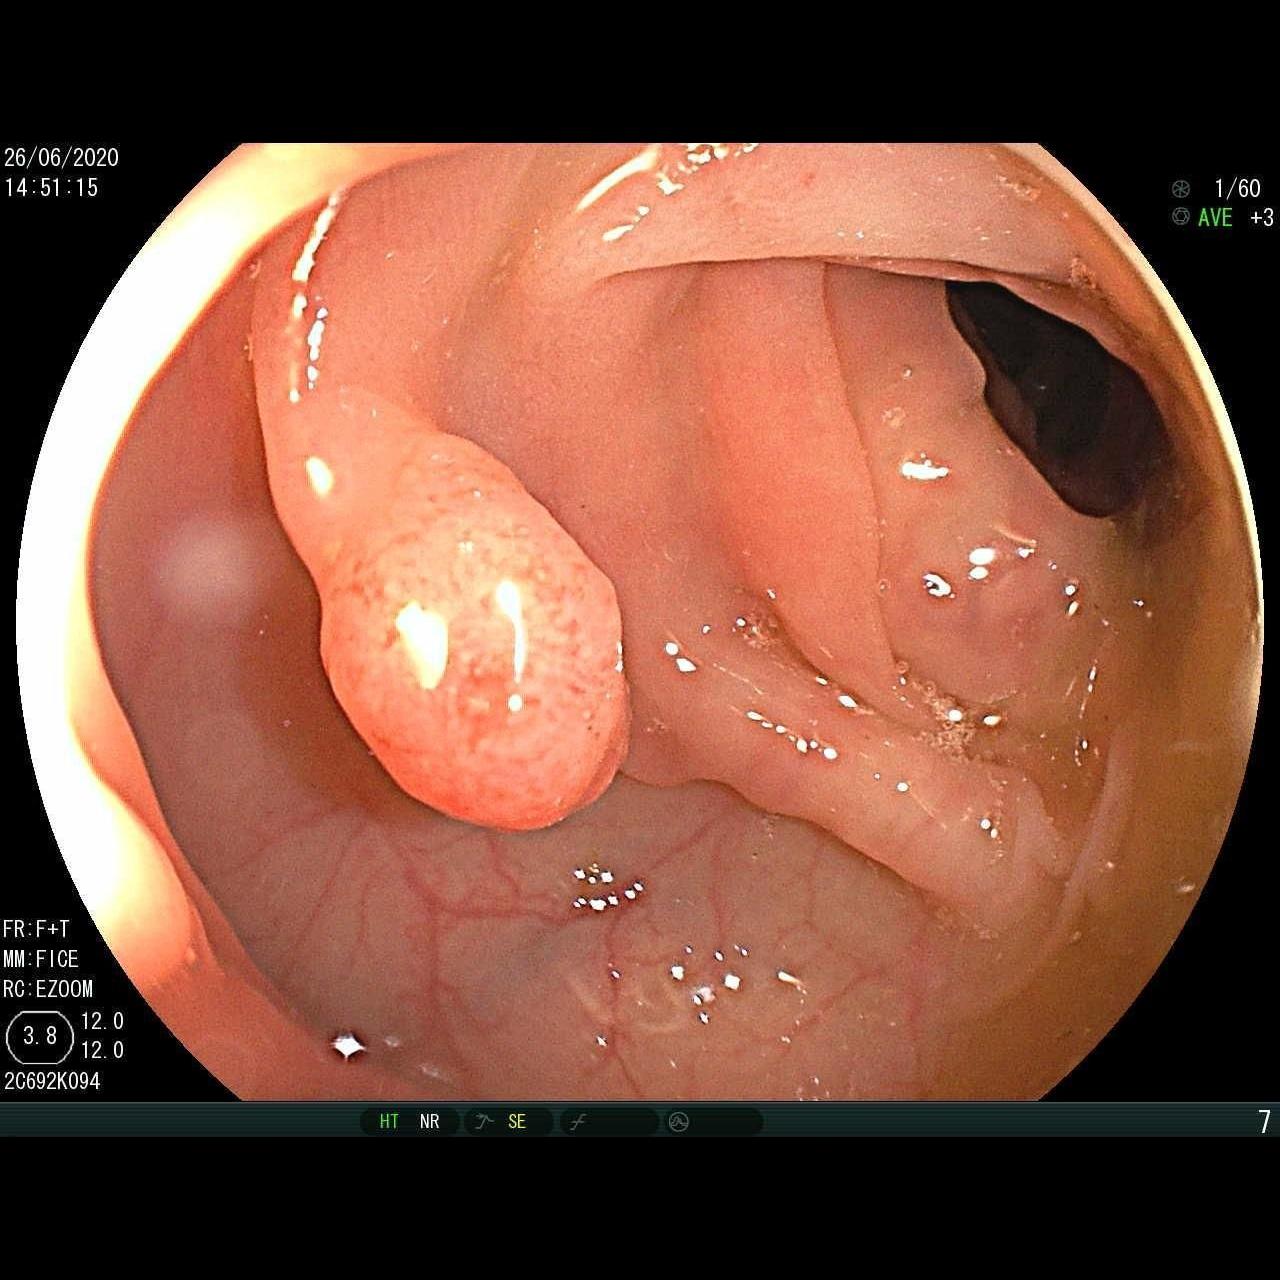 26/06/2020
14:51:15
1/60
AVE +3
FR:F+T
MM:FICE
RC:EZOOM
3.8
12.0
12.0
2C692K094
HT NR SE
7